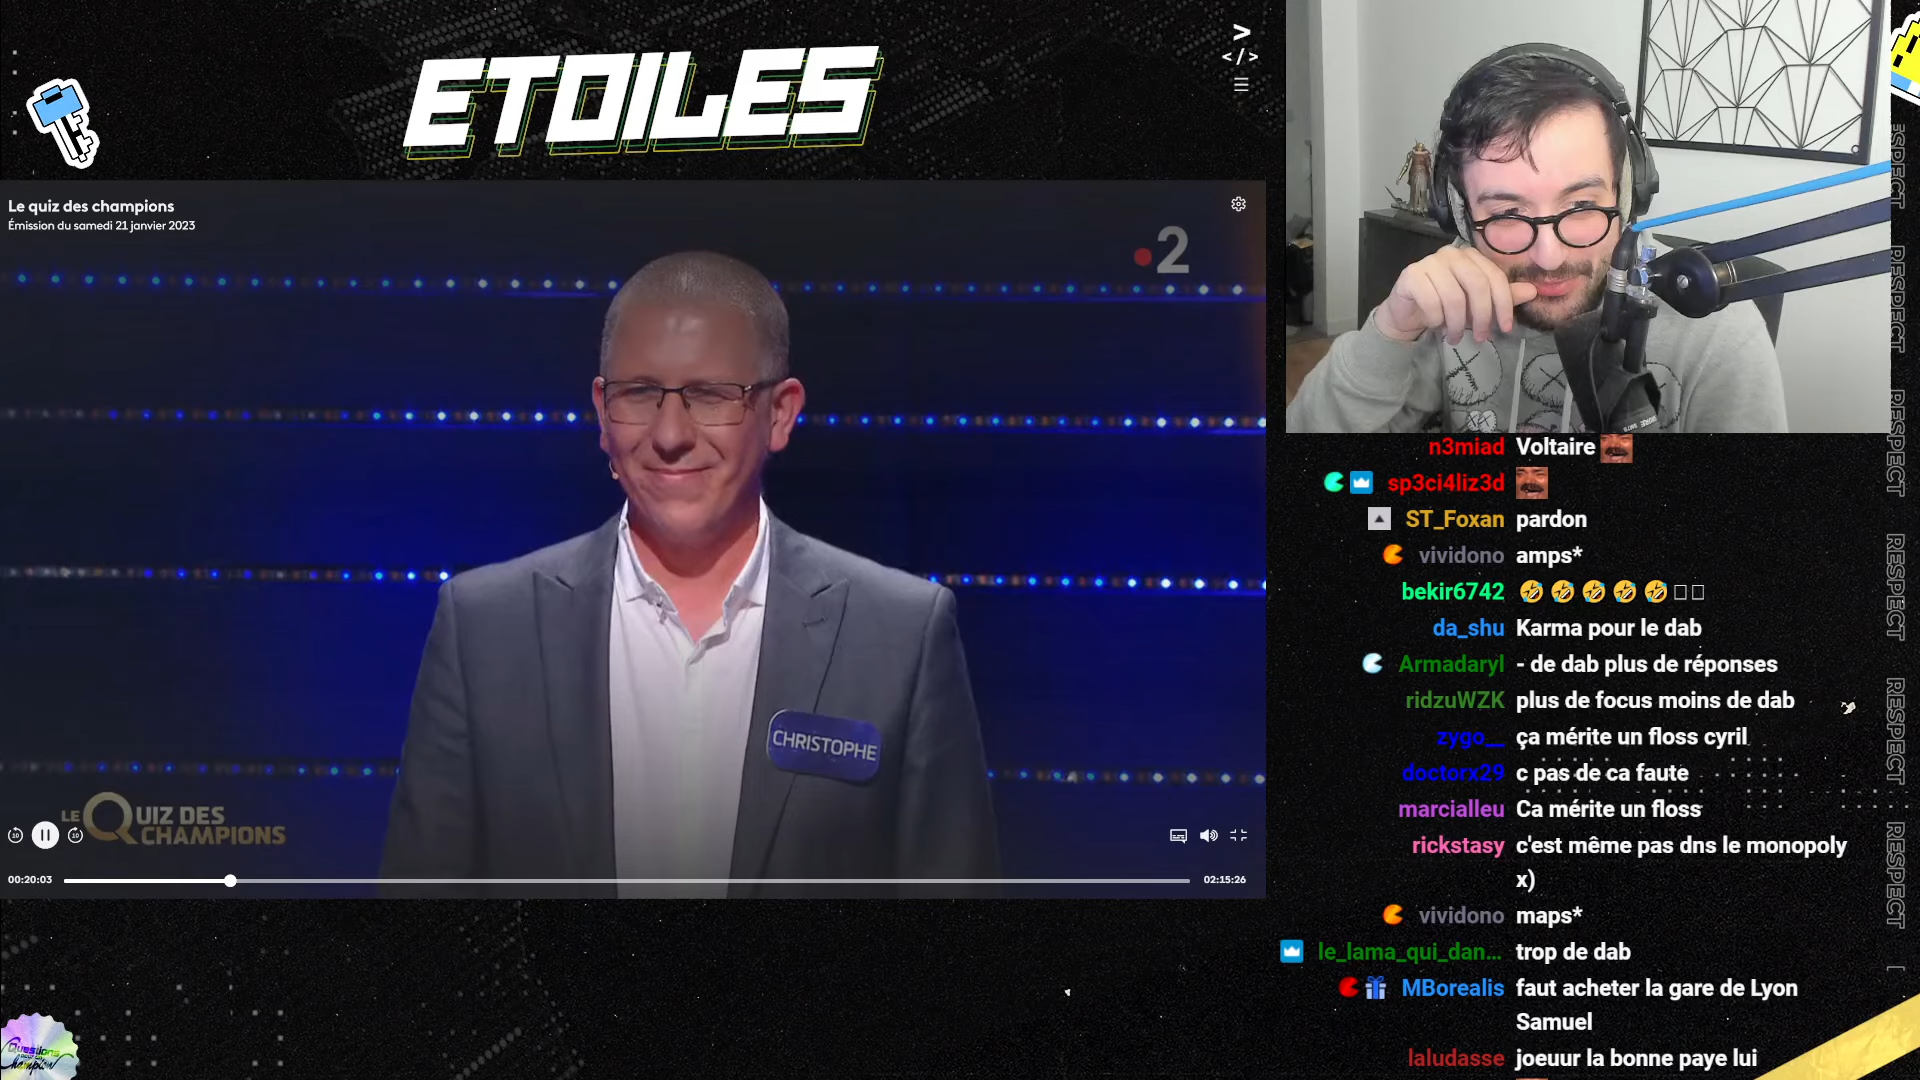 ETOILES
>
</>
Le quiz des champions
Émission du samedi 21 janvier 2023
2
CHRISTOPHE
LE QUIZ DES
CHAMPIONS
10
10
00:20:03
02:15:26
n3miad Voltaire
sp3ci4liz3d
ST_Foxan pardon
vividono amps*
bekir6742 🤣🤣🤣🤣🤣
da_shu Karma pour le dab
Armadaryl - de dab plus de réponses
ridzuWZK plus de focus moins de dab
zygo__ ça mérite un floss cyril
doctorx29 c pas de ca faute
marcialleu Ca mérite un floss
rickstasy c'est même pas dns le monopoly
x)
vividono maps*
le_lama_qui_dan... trop de dab
MBorealis faut acheter la gare de Lyon
Samuel
laludasse joeuur la bonne paye lui
ESPECT
RESPECT
RESPECT
RESPECT
RESPECT
RESPECT
Questions
Champion